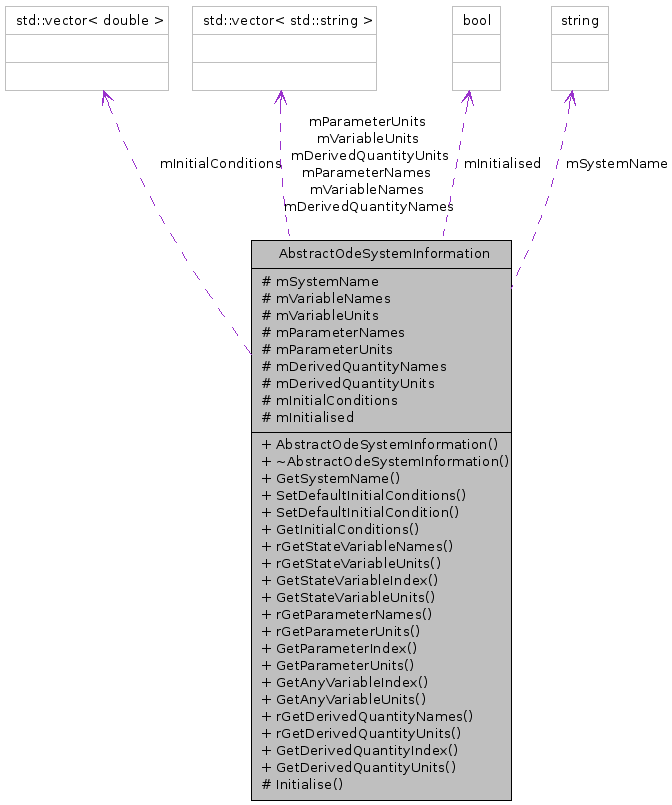 std::vector< double >
std::vector< std::string >
bool
string
mParameterUnits
mVariableUnits
mDerivedQuantityUnits
mParameterNames
mVariableNames
mDerivedQuantityNames
mInitialConditions
mInitialised
mSystemName
AbstractOdeSystemInformation
# mSystemName
# mVariableNames
# mVariableUnits
# mParameterNames
# mParameterUnits
# mDerivedQuantityNames
# mDerivedQuantityUnits
# mInitialConditions
# mInitialised
+ AbstractOdeSystemInformation()
+ ~AbstractOdeSystemInformation()
+ GetSystemName()
+ SetDefaultInitialConditions()
+ SetDefaultInitialCondition()
+ GetInitialConditions()
+ rGetStateVariableNames()
+ rGetStateVariableUnits()
+ GetStateVariableIndex()
+ GetStateVariableUnits()
+ rGetParameterNames()
+ rGetParameterUnits()
+ GetParameterIndex()
+ GetParameterUnits()
+ GetAnyVariableIndex()
+ GetAnyVariableUnits()
+ rGetDerivedQuantityNames()
+ rGetDerivedQuantityUnits()
+ GetDerivedQuantityIndex()
+ GetDerivedQuantityUnits()
# Initialise()